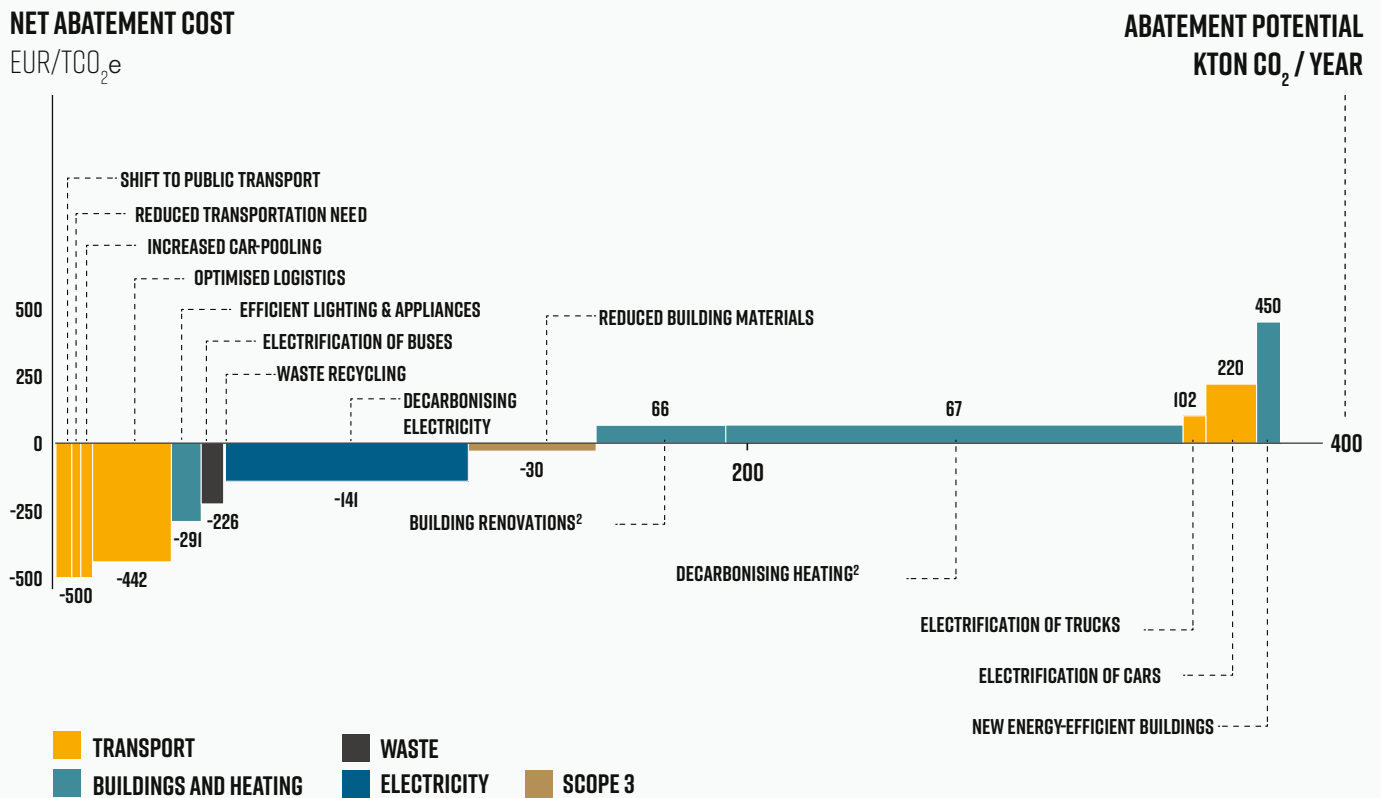 NET ABATEMENT COST
EUR/TCO₂e
ABATEMENT POTENTIAL
KTON CO₂ / YEAR
SHIFT TO PUBLIC TRANSPORT
REDUCED TRANSPORTATION NEED
INCREASED CAR-POOLING
OPTIMISED LOGISTICS
EFFICIENT LIGHTING & APPLIANCES
ELECTRIFICATION OF BUSES
WASTE RECYCLING
DECARBONISING
ELECTRICITY
REDUCED BUILDING MATERIALS
500
250
0
-250
-500
-500
-442
-291
-226
-141
-30
66
67
102
220
450
200
400
BUILDING RENOVATIONS²
DECARBONISING HEATING²
ELECTRIFICATION OF TRUCKS
ELECTRIFICATION OF CARS
NEW ENERGY-EFFICIENT BUILDINGS
TRANSPORT
WASTE
BUILDINGS AND HEATING
ELECTRICITY
SCOPE 3